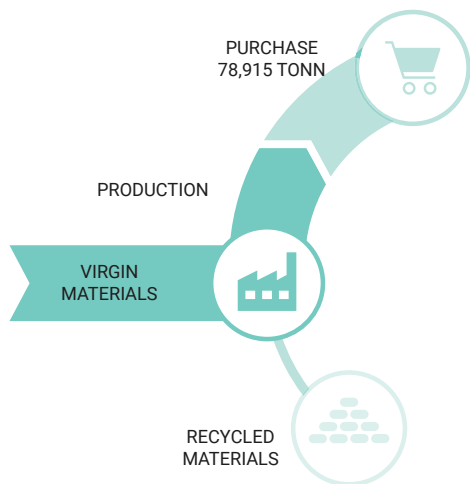 PURCHASE
78,915 TONN
PRODUCTION
VIRGIN
MATERIALS
RECYCLED
MATERIALS